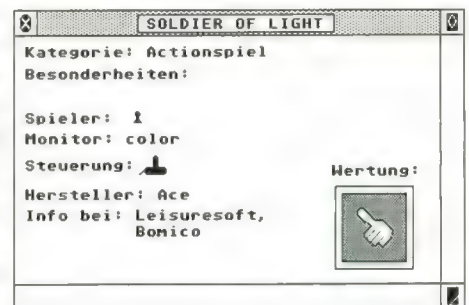 SOLDIER OF LIGHT
Kategorie: Actionspiel
Besonderheiten:
Spieler: 1
Monitor: color
Steuerung:
Wertung:
Hersteller: Ace
Info bei: Leisuresoft,
Bomico